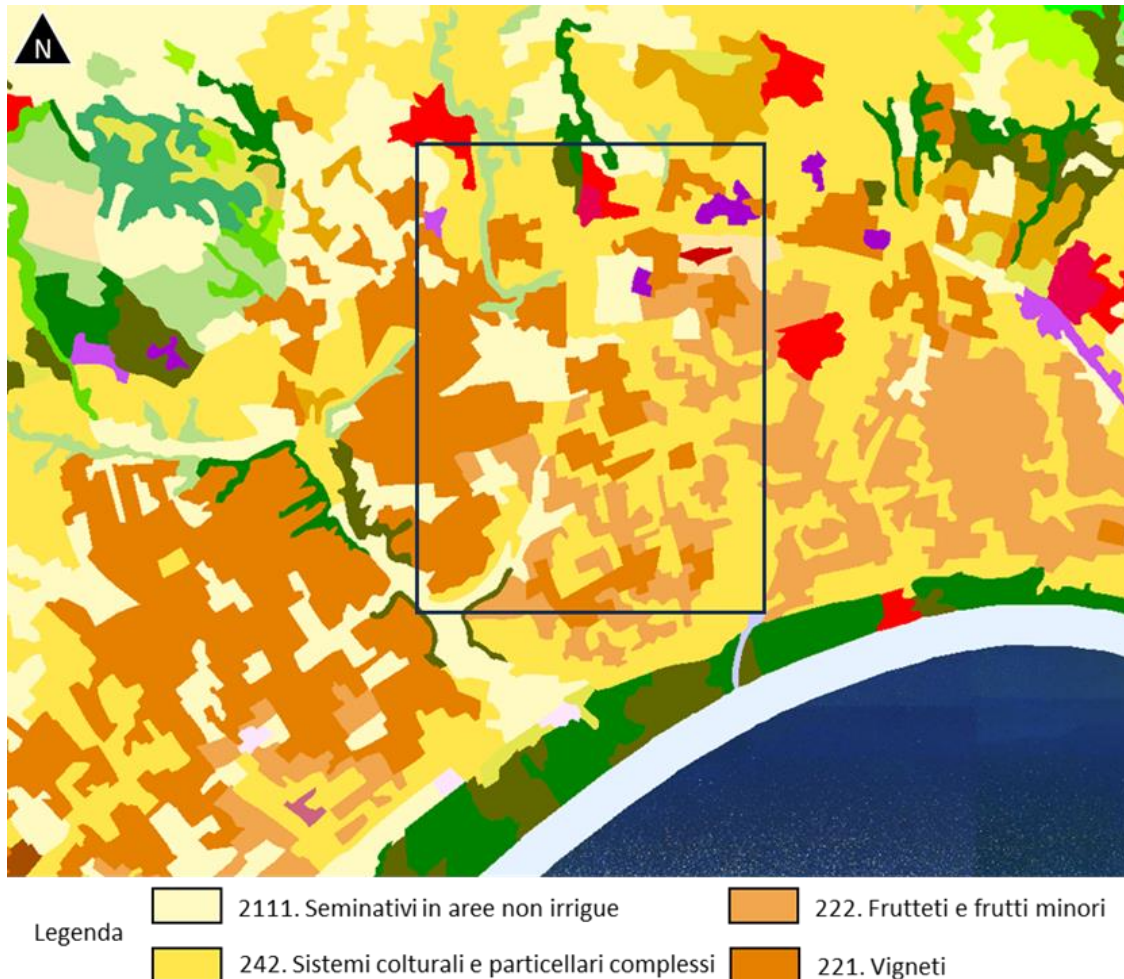 N
2111. Seminativi in aree non irrigue
222. Frutteti e frutti minori
Legenda
242. Sistemi colturali e particellari complessi
221. Vigneti